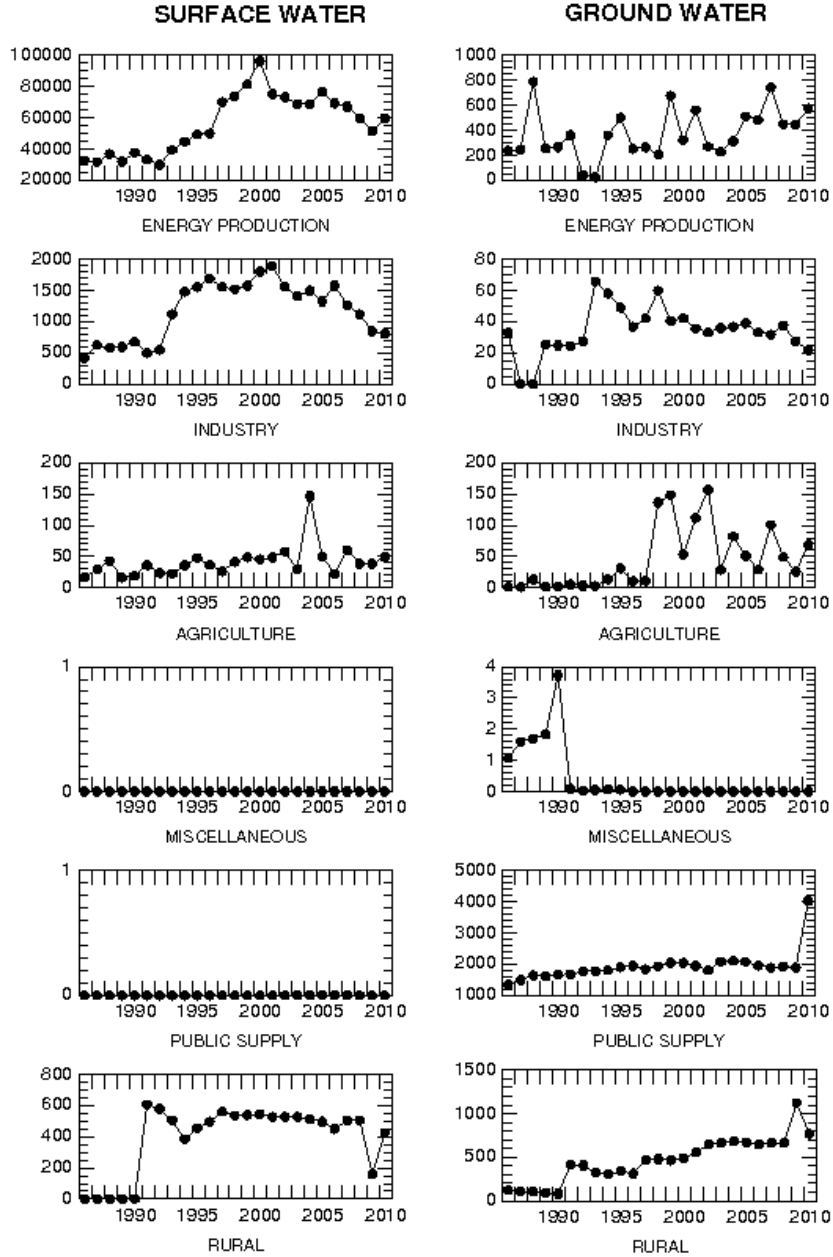 SURFACE WATER
GROUND WATER
100000
80000
60000
40000
20000
1990 1995 2000 2005 2010
ENERGY PRODUCTION
1000
800
600
400
200
0
1990 1995 2000 2005 2010
ENERGY PRODUCTION
2000
1500
1000
500
0
1990 1995 2000 2005 2010
INDUSTRY
80
60
40
20
0
1990 1995 2000 2005 2010
INDUSTRY
200
150
100
50
0
1990 1995 2000 2005 2010
AGRICULTURE
200
150
100
50
0
1990 1995 2000 2005 2010
AGRICULTURE
1
0
1990 1995 2000 2005 2010
MISCELLANEOUS
4
3
2
1
0
1990 1995 2000 2005 2010
MISCELLANEOUS
1
0
1990 1995 2000 2005 2010
PUBLIC SUPPLY
5000
4000
3000
2000
1000
1990 1995 2000 2005 2010
PUBLIC SUPPLY
800
600
400
200
0
1990 1995 2000 2005 2010
RURAL
1500
1000
500
0
1990 1995 2000 2005 2010
RURAL